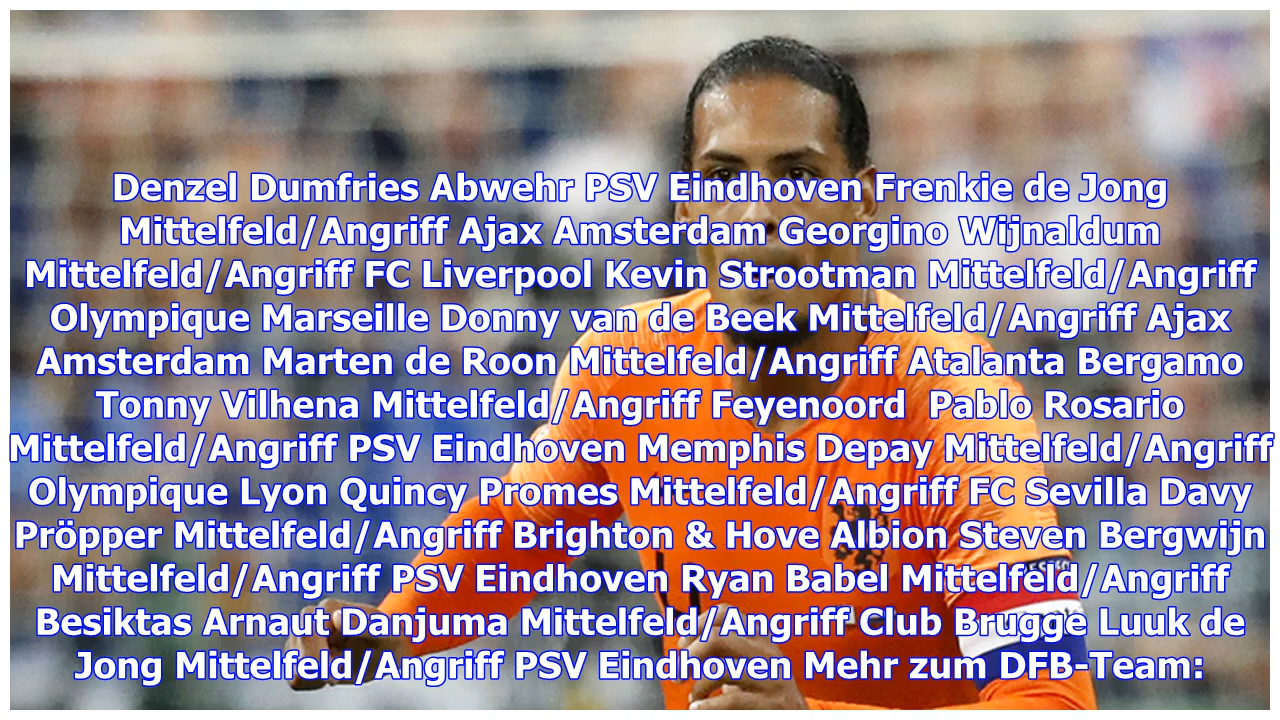 Denzel Dumfries Abwehr PSV Eindhoven Frenkie de Jong
Mittelfeld/Angriff Ajax Amsterdam Georgino Wijnaldum
Mittelfeld/Angriff FC Liverpool Kevin Strootman Mittelfeld/Angriff
Olympique Marseille Donny van de Beek Mittelfeld/Angriff Ajax
Amsterdam Marten de Roon Mittelfeld/Angriff Atalanta Bergamo
Tonny Vilhena Mittelfeld/Angriff Feyenoord  Pablo Rosario
Mittelfeld/Angriff PSV Eindhoven Memphis Depay Mittelfeld/Angriff
Olympique Lyon Quincy Promes Mittelfeld/Angriff FC Sevilla Davy
Pröpper Mittelfeld/Angriff Brighton & Hove Albion Steven Bergwijn
Mittelfeld/Angriff PSV Eindhoven Ryan Babel Mittelfeld/Angriff
Besiktas Arnaut Danjuma Mittelfeld/Angriff Club Brugge Luuk de
Jong Mittelfeld/Angriff PSV Eindhoven Mehr zum DFB-Team: